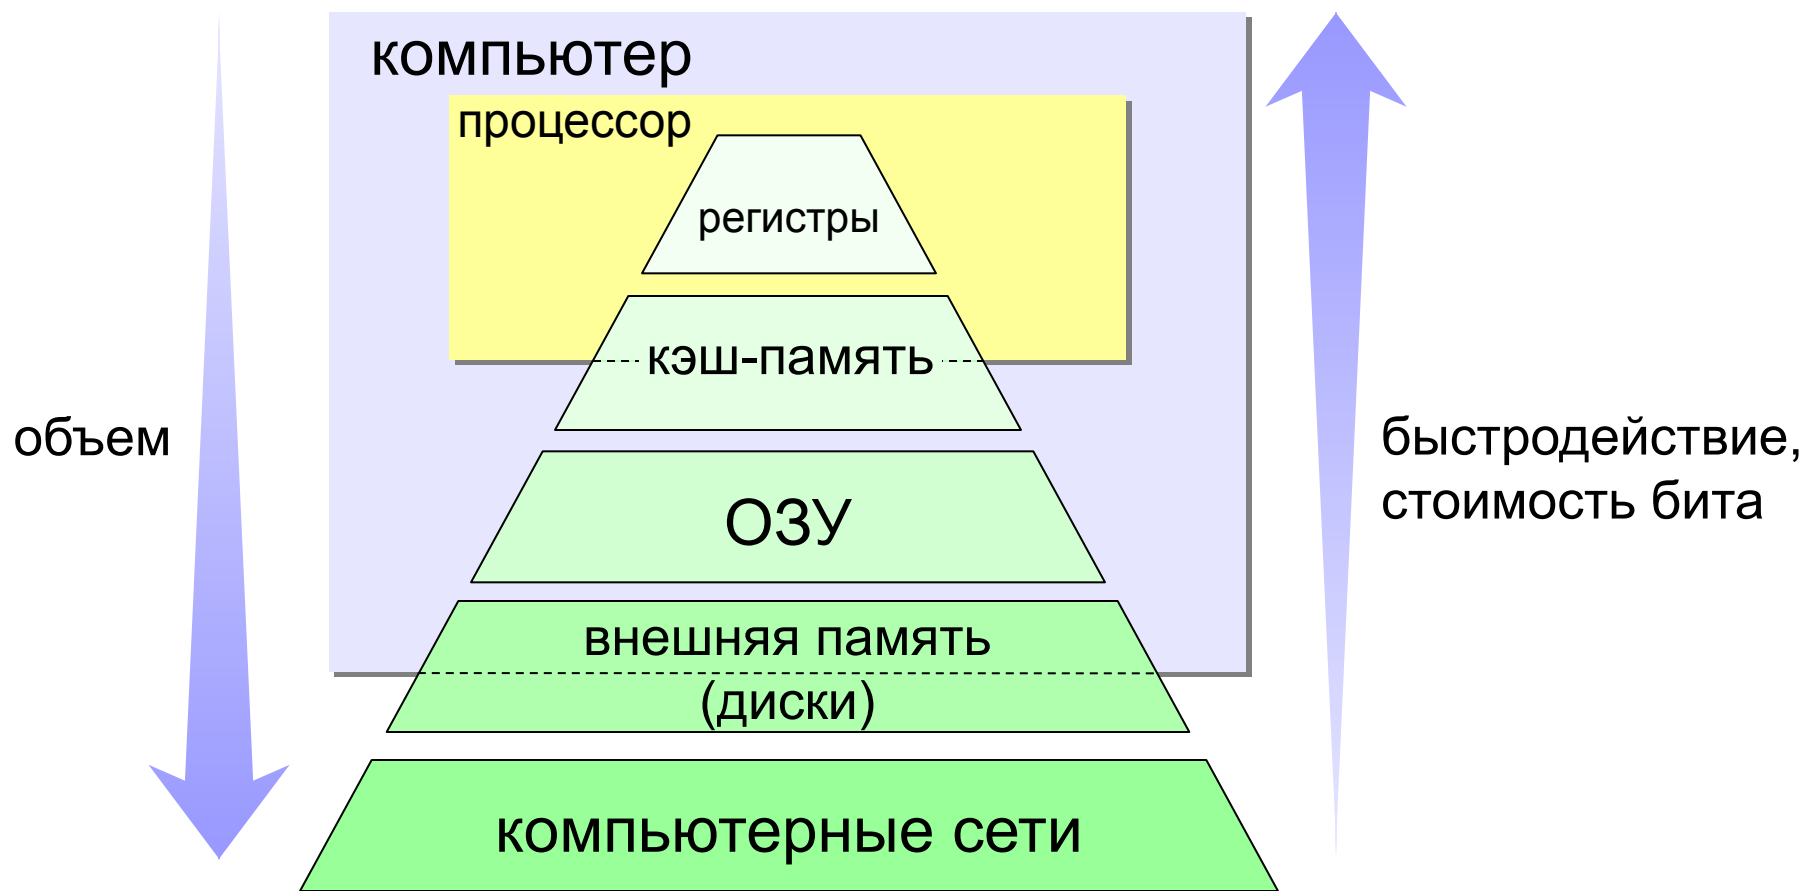 компьютер
процессор
регистры
кэш-память
объем
быстродействие,
стоимость бита
ОЗУ
внешняя память
(диски)
компьютерные сети